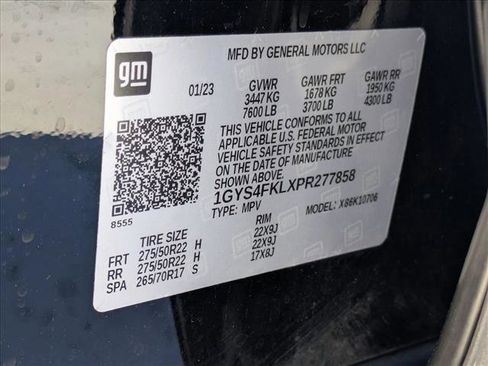 gm
MFD BY GENERAL MOTORS LLC
01/23 GVWR GAWR FRT GAWR RR
3447 KG 1678 KG 1950 KG
7600 LB 3700 LB 4300 LB
THIS VEHICLE CONFORMS TO ALL
APPLICABLE U.S. FEDERAL MOTOR
VEHICLE SAFETY STANDARDS IN EFFECT
ON THE DATE OF MANUFACTURE
SHOWN ABOVE.
1GYS4FKLXPR277858
TYPE: MPV MODEL: X86K10706
8555
TIRE SIZE RIM
FRT 275/50R22 H 22X9J
RR 275/50R22 H 22X9J
SPA 265/70R17 S 17X8J